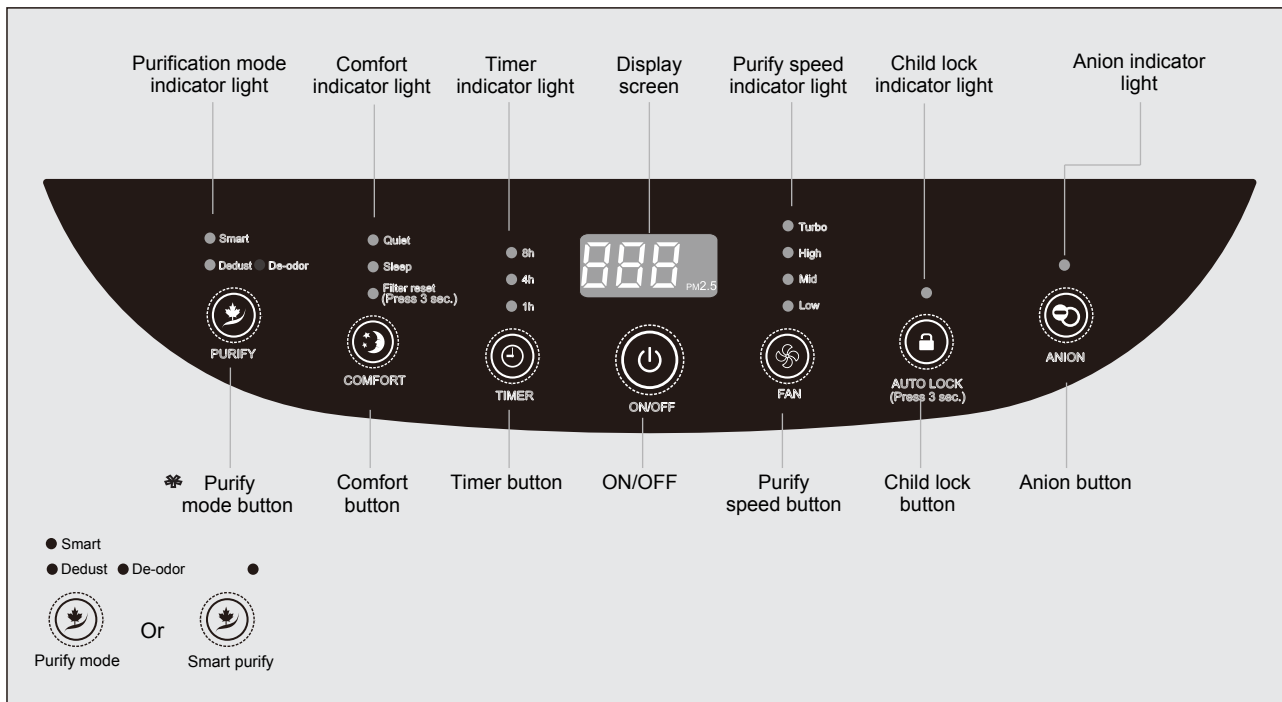 Purification mode
indicator light
Comfort
indicator light
Timer
indicator light
Display
screen
Purify speed
indicator light
Child lock
indicator light
Anion indicator
light
Smart
Dedust De-odor
PURIFY
Quiet
Sleep
Filter reset
(Press 3 sec.)
COMFORT
8h
4h
1h
TIMER
888
PM2.5
ON/OFF
Turbo
High
Mid
Low
FAN
AUTO LOCK
(Press 3 sec.)
ANION
Purify
mode button
Comfort
button
Timer button
ON/OFF
Purify
speed button
Child lock
button
Anion button
Smart
Dedust De-odor
Purify mode
Or
Smart purify